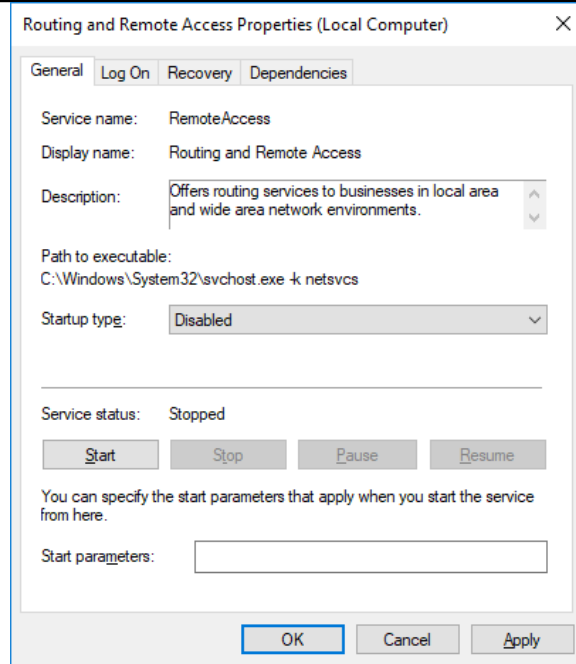 Routing and Remote Access Properties (Local Computer)
General Log On Recovery Dependencies
Service name: RemoteAccess
Display name: Routing and Remote Access
Description: Offers routing services to businesses in local area
and wide area network environments.
Path to executable:
C:\Windows\System32\svchost.exe -k netsvcs
Startup type: Disabled
Service status: Stopped
Start Stop Pause Resume
You can specify the start parameters that apply when you start the service
from here.
Start parameters:
OK Cancel Apply